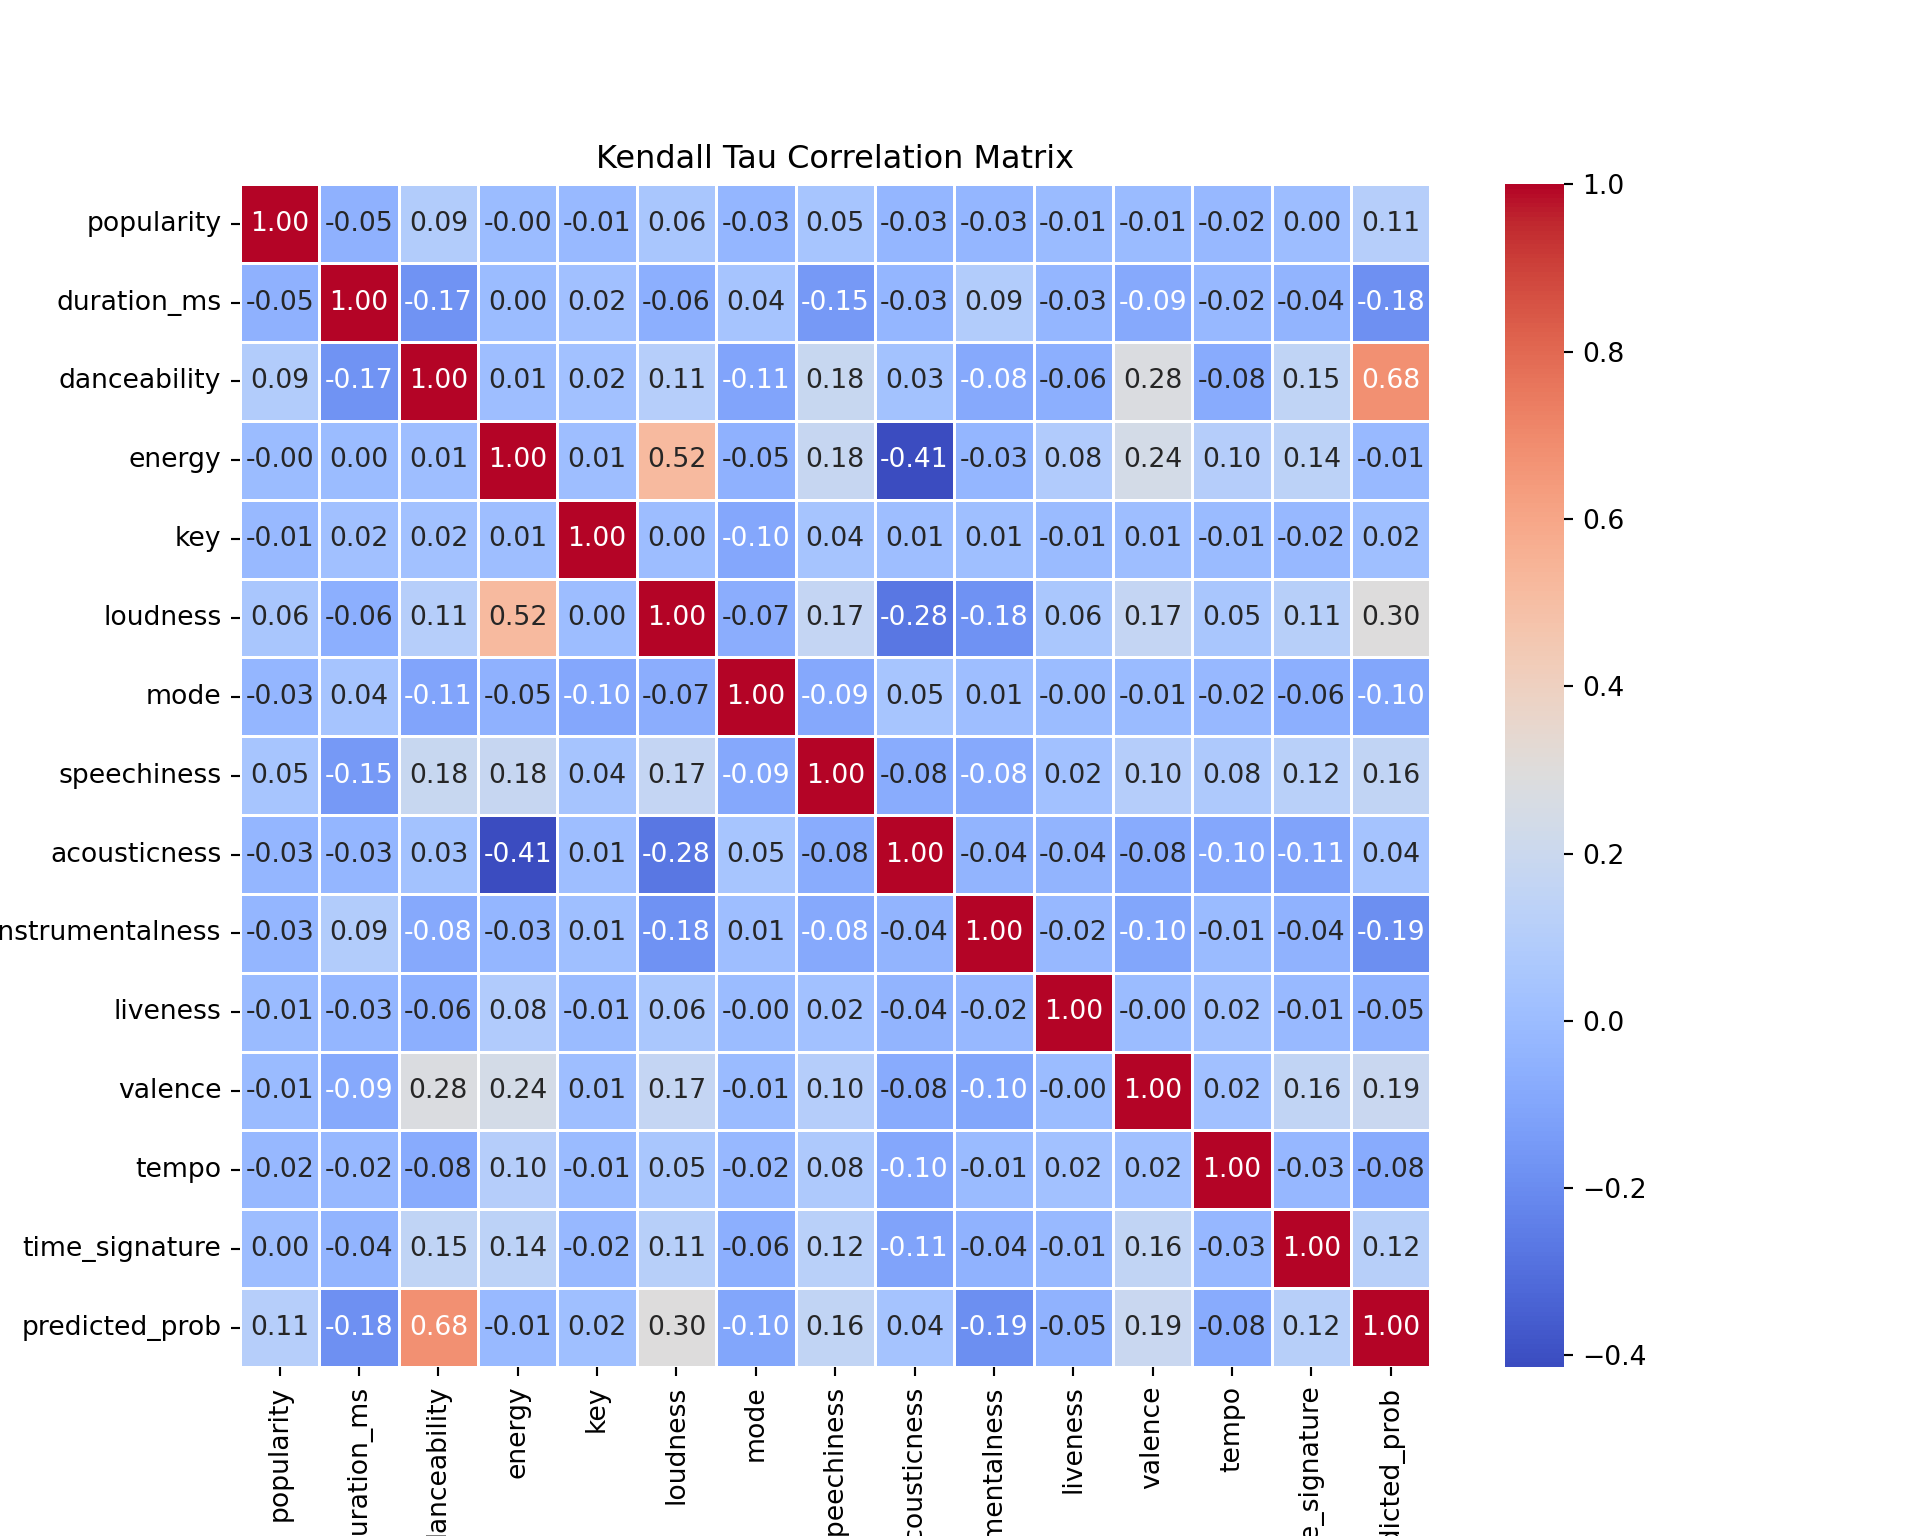 Kendall Tau Correlation Matrix
popularity 1.00 -0.05 0.09 -0.00 -0.01 0.06 -0.03 0.05 -0.03 -0.03 -0.01 -0.01 -0.02 0.00 0.11
duration_ms -0.05 1.00 -0.17 0.00 0.02 -0.06 0.04 -0.15 -0.03 0.09 -0.03 -0.09 -0.02 -0.04 -0.18
danceability 0.09 -0.17 1.00 0.01 0.02 0.11 -0.11 0.18 0.03 -0.08 -0.06 0.28 -0.08 0.15 0.68
energy -0.00 0.00 0.01 1.00 0.01 0.52 -0.05 0.18 -0.41 -0.03 0.08 0.24 0.10 0.14 -0.01
key -0.01 0.02 0.02 0.01 1.00 0.00 -0.10 0.04 0.01 0.01 -0.01 0.01 -0.01 -0.02 0.02
loudness 0.06 -0.06 0.11 0.52 0.00 1.00 -0.07 0.17 -0.28 -0.18 0.06 0.17 0.05 0.11 0.30
mode -0.03 0.04 -0.11 -0.05 -0.10 -0.07 1.00 -0.09 0.05 0.01 -0.00 -0.01 -0.02 -0.06 -0.10
speechiness 0.05 -0.15 0.18 0.18 0.04 0.17 -0.09 1.00 -0.08 -0.08 0.02 0.10 0.08 0.12 0.16
acousticness -0.03 -0.03 0.03 -0.41 0.01 -0.28 0.05 -0.08 1.00 -0.04 -0.04 -0.08 -0.10 -0.11 0.04
nstrumentalness -0.03 0.09 -0.08 -0.03 0.01 -0.18 0.01 -0.08 -0.04 1.00 -0.02 -0.10 -0.01 -0.04 -0.19
liveness -0.01 -0.03 -0.06 0.08 -0.01 0.06 -0.00 0.02 -0.04 -0.02 1.00 -0.00 0.02 -0.01 -0.05
valence -0.01 -0.09 0.28 0.24 0.01 0.17 -0.01 0.10 -0.08 -0.10 -0.00 1.00 0.02 0.16 0.19
tempo -0.02 -0.02 -0.08 0.10 -0.01 0.05 -0.02 0.08 -0.10 -0.01 0.02 0.02 1.00 -0.03 -0.08
time_signature 0.00 -0.04 0.15 0.14 -0.02 0.11 -0.06 0.12 -0.11 -0.04 -0.01 0.16 -0.03 1.00 0.12
predicted_prob 0.11 -0.18 0.68 -0.01 0.02 0.30 -0.10 0.16 0.04 -0.19 -0.05 0.19 -0.08 0.12 1.00
popularity
uration_ms
lanceability
energy
key
loudness
mode
peechiness
cousticness
mentalness
liveness
valence
tempo
e_signature
dicted_prob
1.0
0.8
0.6
0.4
0.2
0.0
−0.2
−0.4